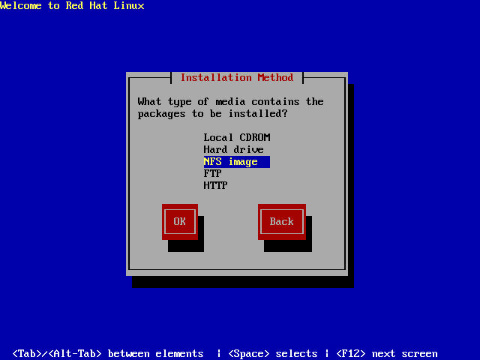 Welcome to Red Hat Linux
Installation Method
What type of media contains the
packages to be installed?
Local CDROM
Hard drive
NFS image
FTP
HTTP
OK
Back
<Tab>/<Alt-Tab> between elements | <Space> selects | <F12> next screen